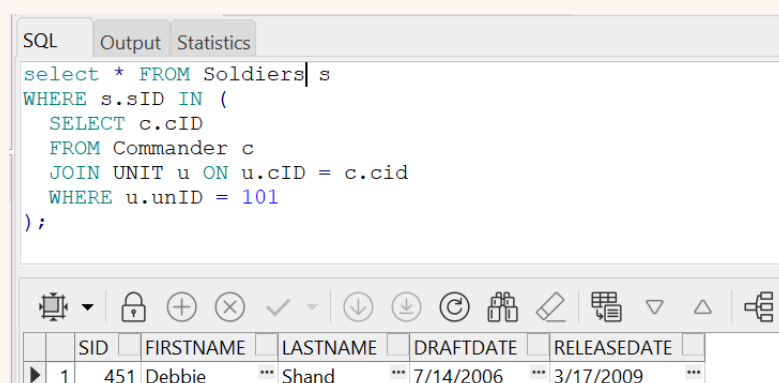 SQL Output Statistics
select * FROM Soldiers s
WHERE s.sID IN (
SELECT c.cID
FROM Commander c
JOIN UNIT u ON u.cID = c.cid
WHERE u.unID = 101
);
SID FIRSTNAME LASTNAME DRAFTDATE RELEASEDATE
1 451 Debbie ... Shand ... 7/14/2006 ... 3/17/2009 ...